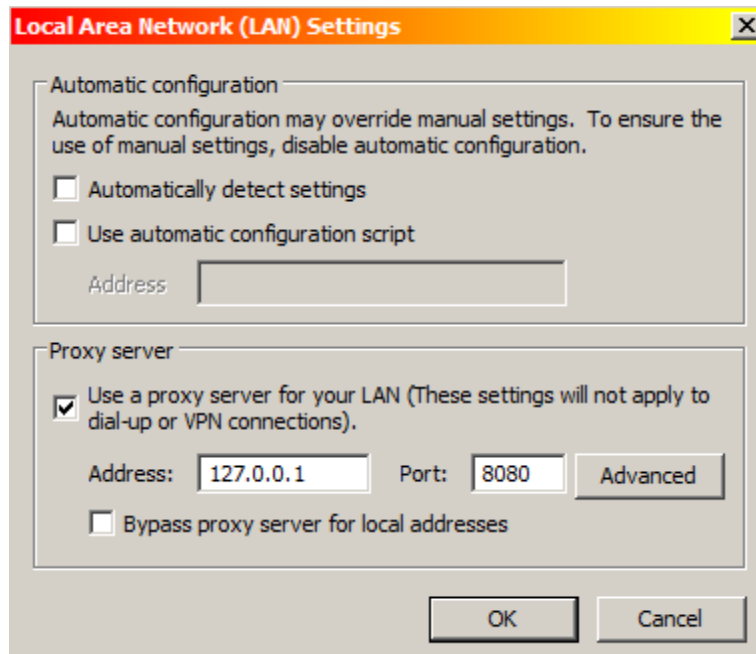 Local Area Network (LAN) Settings
Automatic configuration
Automatic configuration may override manual settings.  To ensure the
use of manual settings, disable automatic configuration.
Automatically detect settings
Use automatic configuration script
Address
Proxy server
Use a proxy server for your LAN (These settings will not apply to
dial-up or VPN connections).
Address: 127.0.0.1 Port: 8080 Advanced
Bypass proxy server for local addresses
OK Cancel